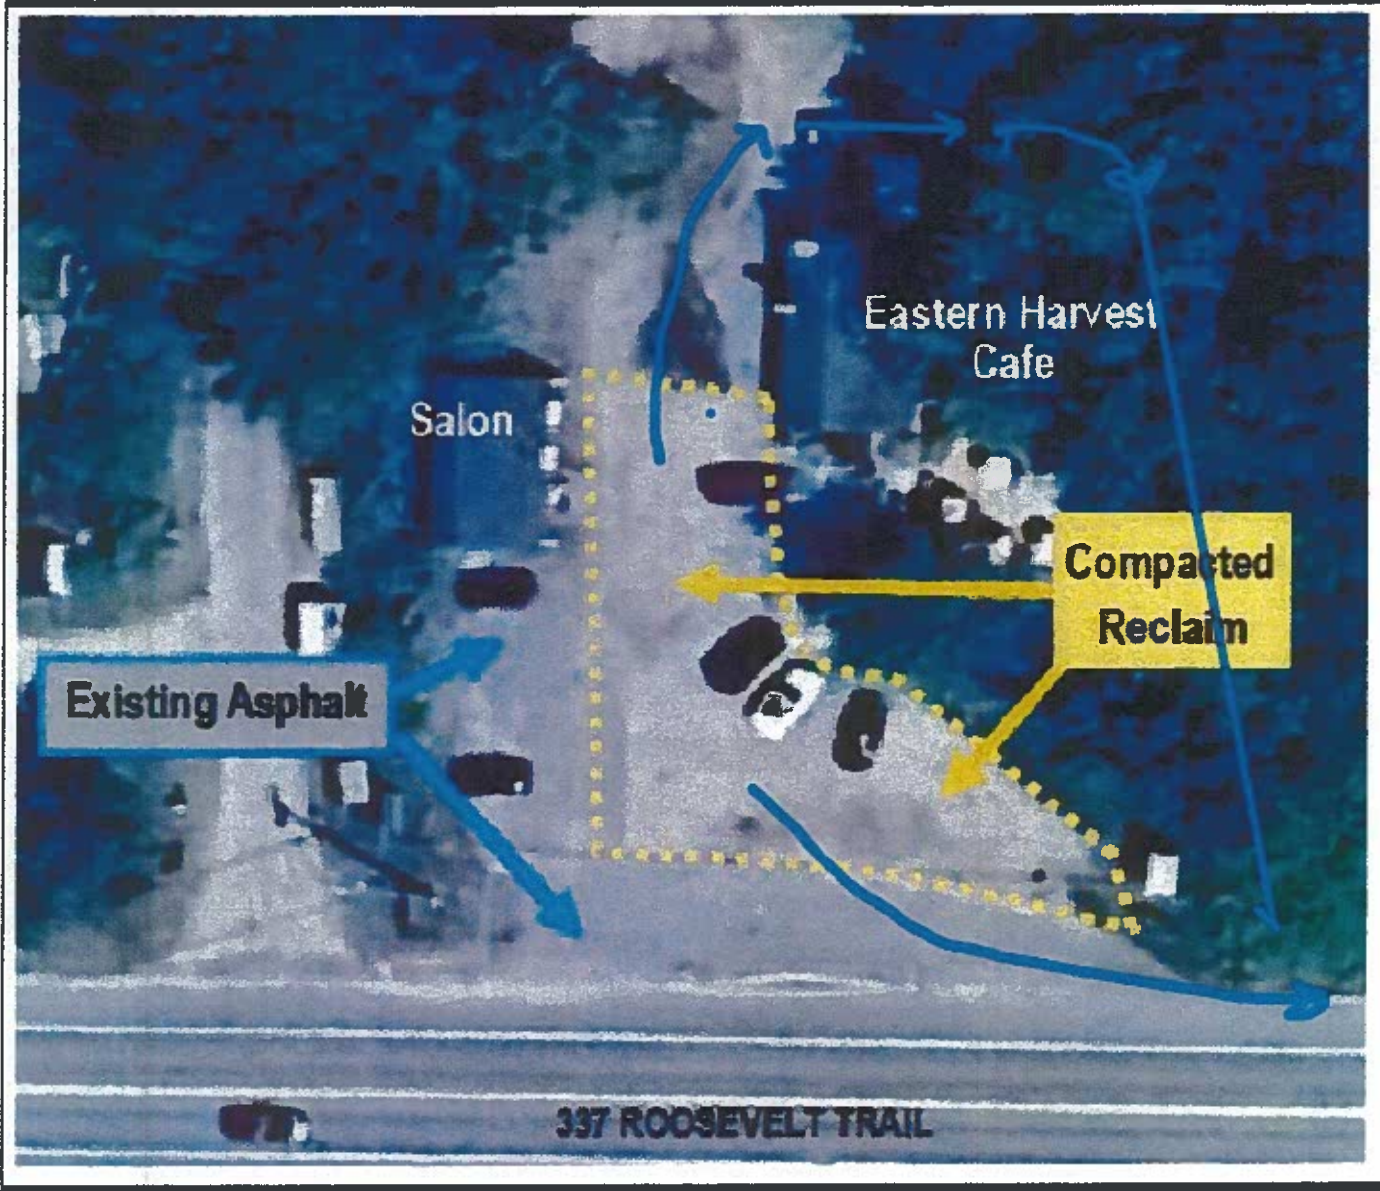 Eastern Harvest
Cafe
Salon
Compacted
Reclaim
Existing Asphalt
337 ROOSEVELT TRAIL